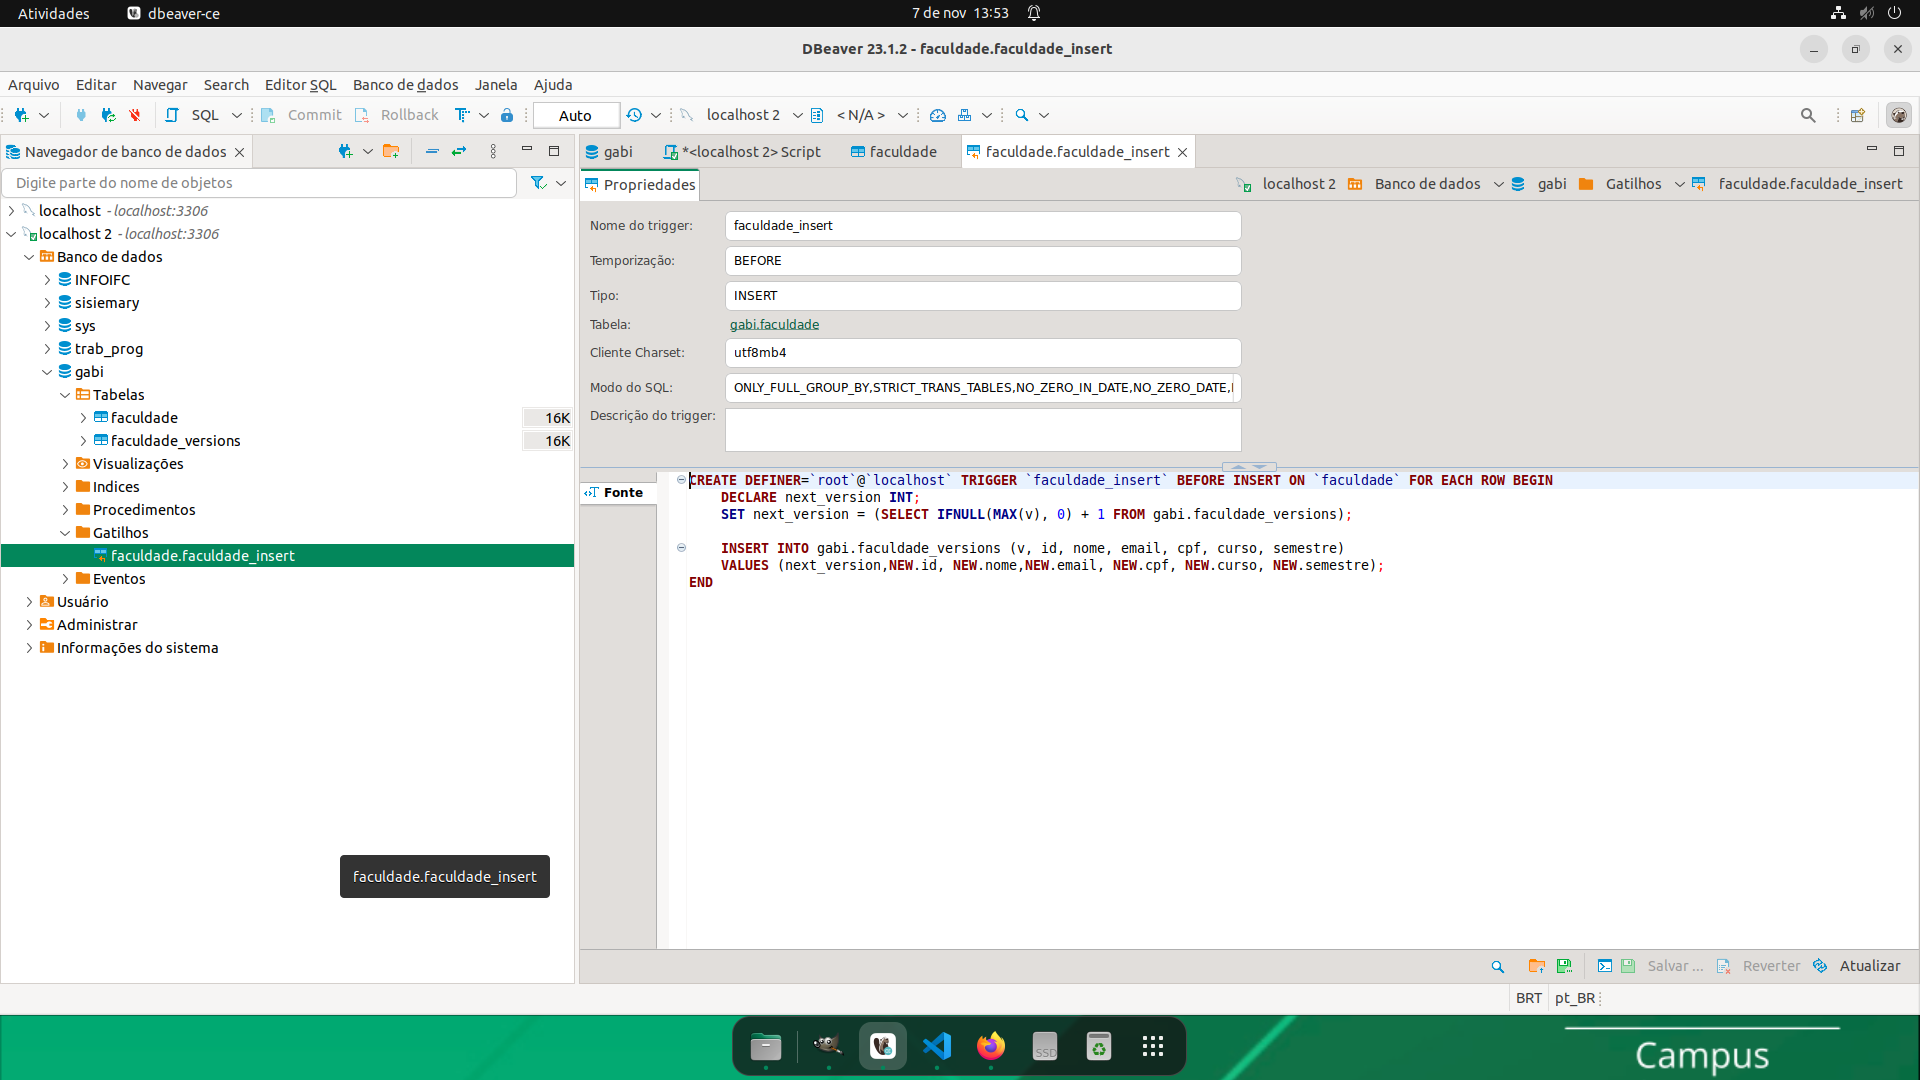 Atividades
dbeaver-ce
7 de nov 13:53
DBeaver 23.1.2 - faculdade.faculdade_insert
Arquivo Editar Navegar Search Editor SQL Banco de dados Janela Ajuda
SQL Commit Rollback Auto localhost 2 < N/A >
Navegador de banco de dados
gabi
*<localhost 2> Script
faculdade
faculdade.faculdade_insert
Digite parte do nome de objetos
Propriedades
localhost 2 Banco de dados gabi Gatilhos faculdade.faculdade_insert
localhost - localhost:3306
localhost 2 - localhost:3306
Banco de dados
INFOIFC
sisiemary
sys
trab_prog
gabi
Tabelas
faculdade 16K
faculdade_versions 16K
Visualizações
Indices
Procedimentos
Gatilhos
faculdade.faculdade_insert
Eventos
Usuário
Administrar
Informações do sistema
faculdade.faculdade_insert
Nome do trigger: faculdade_insert
Temporização: BEFORE
Tipo: INSERT
Tabela: gabi.faculdade
Cliente Charset: utf8mb4
Modo do SQL: ONLY_FULL_GROUP_BY,STRICT_TRANS_TABLES,NO_ZERO_IN_DATE,NO_ZERO_DATE,
Descrição do trigger:
Fonte
CREATE DEFINER=`root`@`localhost` TRIGGER `faculdade_insert` BEFORE INSERT ON `faculdade` FOR EACH ROW BEGIN
DECLARE next_version INT;
SET next_version = (SELECT IFNULL(MAX(v), 0) + 1 FROM gabi.faculdade_versions);
INSERT INTO gabi.faculdade_versions (v, id, nome, email, cpf, curso, semestre)
VALUES (next_version,NEW.id, NEW.nome,NEW.email, NEW.cpf, NEW.curso, NEW.semestre);
END
Salvar ... Reverter Atualizar
BRT pt_BR
SSD
Campus